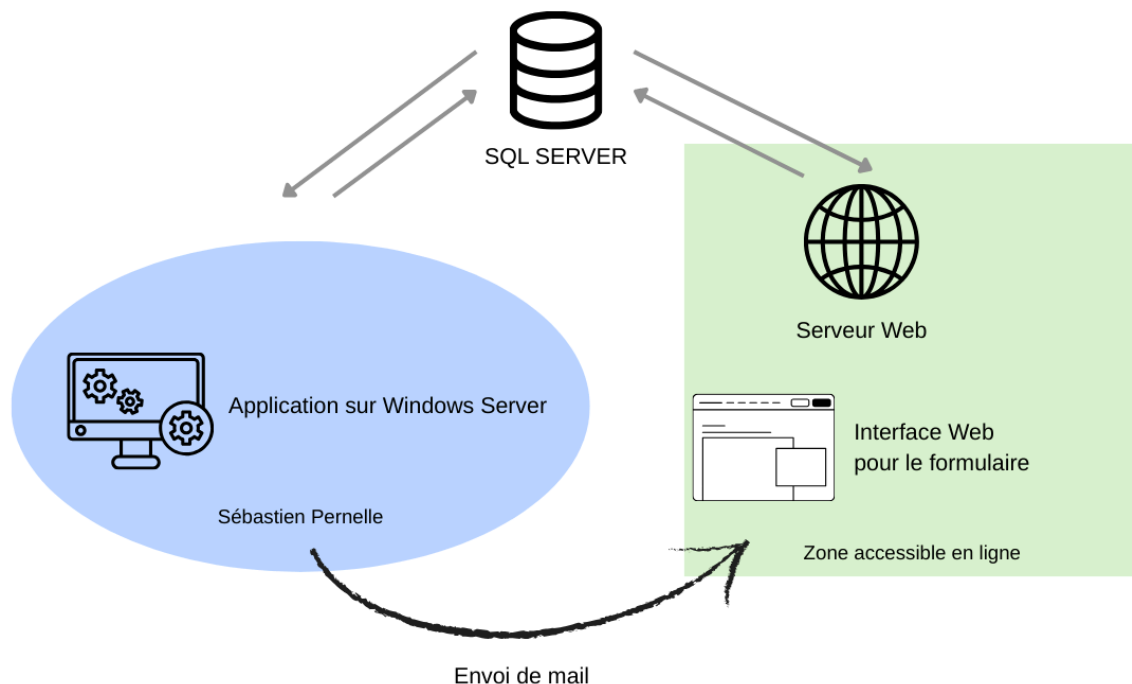 SQL SERVER
Serveur Web
Application sur Windows Server
Interface Web
pour le formulaire
Sébastien Pernelle
Zone accessible en ligne
Envoi de mail